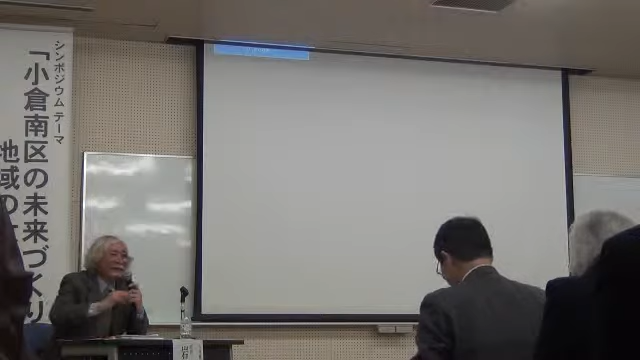 シンポジウム テーマ
「小倉南区の未来づくり
地域の